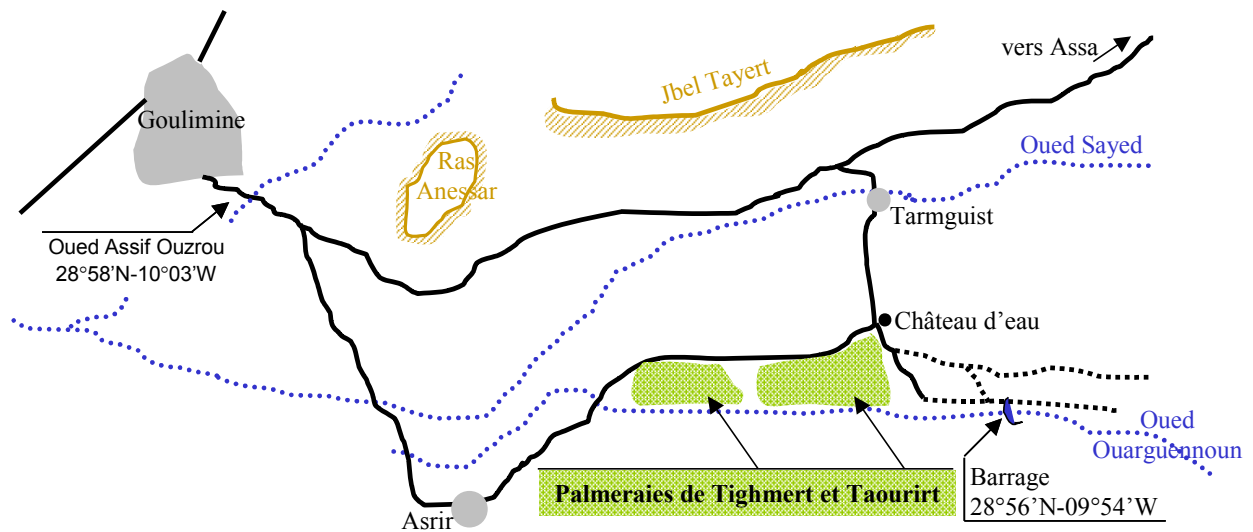 vers Assa
Jbel Tayert
Goulimine
Oued Sayed
Ras
Anessar
Tarmguist
Oued Assif Ouzrou
28°58’N-10°03’W
Château d’eau
Oued
Ouarguennoun
Barrage
28°56’N-09°54’W
Palmeraies de Tighmert et Taourirt
Asrir